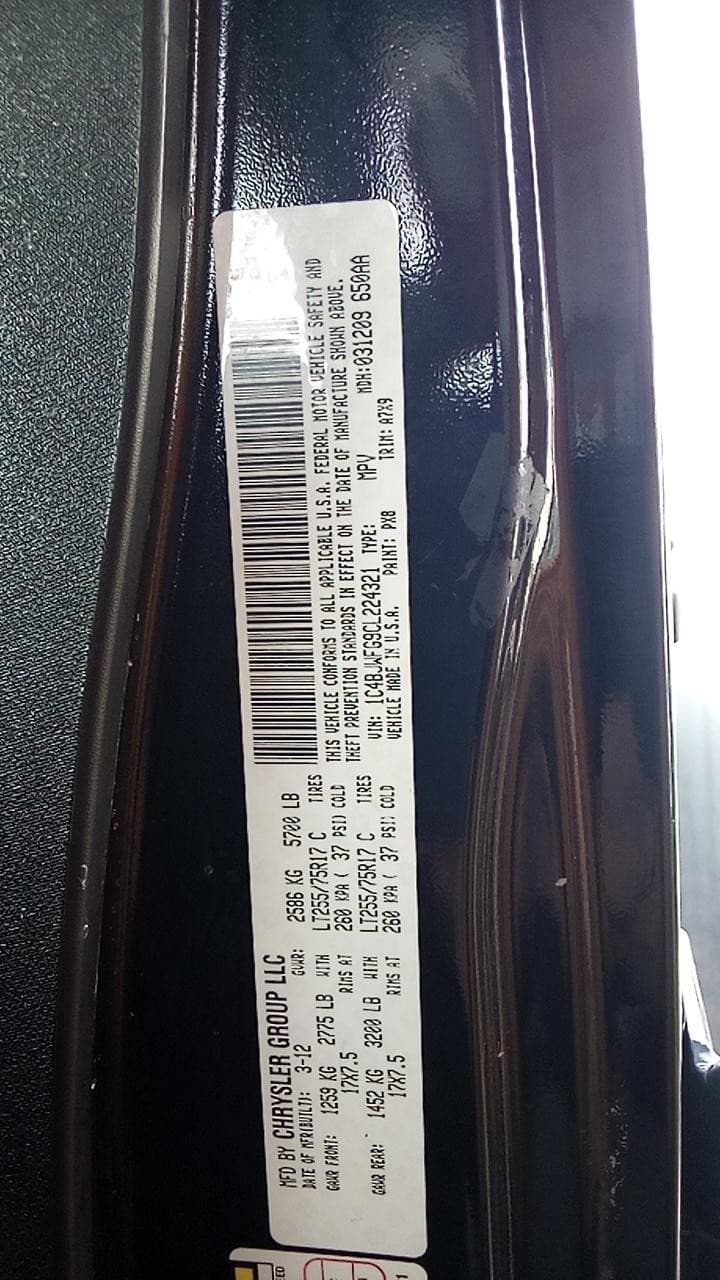 MFD BY CHRYSLER GROUP LLC
DATE OF MFR(BUILT): 3-12 GVWR: 2586 KG 5700 LB
GAWR FRONT: 1259 KG 2775 LB WITH LT255/75R17 C TIRES
17X7.5 RIMS AT 260 KPA ( 37 PSI) COLD
GAWR REAR: 1452 KG 3200 LB WITH LT255/75R17 C TIRES
17X7.5 RIMS AT 260 KPA ( 37 PSI) COLD
THIS VEHICLE CONFORMS TO ALL APPLICABLE U.S.A. FEDERAL MOTOR VEHICLE SAFETY AND
THEFT PREVENTION STANDARDS IN EFFECT ON THE DATE OF MANUFACTURE SHOWN ABOVE.
VIN: 1C4BJWFG9CL224321 TYPE: MPV MDH:031209 650AA
VEHICLE MADE IN U.S.A. PAINT: PX8 TRIM: A7X9